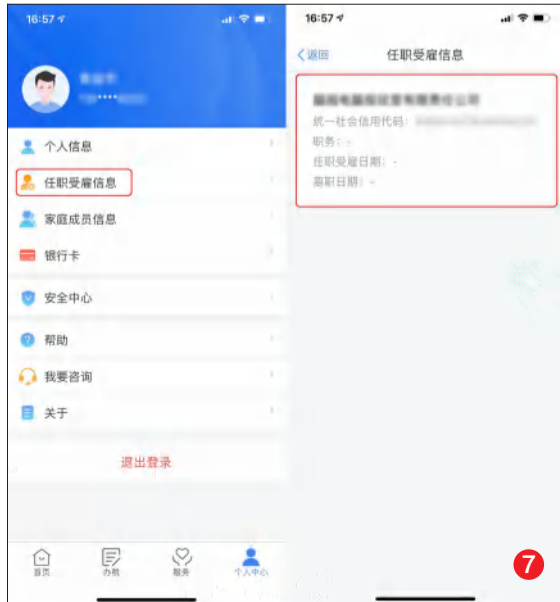 16:57
个人信息
任职受雇信息
家庭成员信息
银行卡
安全中心
帮助
我要咨询
关于
退出登录
首页
办税
服务
个人中心
16:57
返回
任职受雇信息
统一社会信用代码:
职务: -
任职受雇日期: -
离职日期: -
7